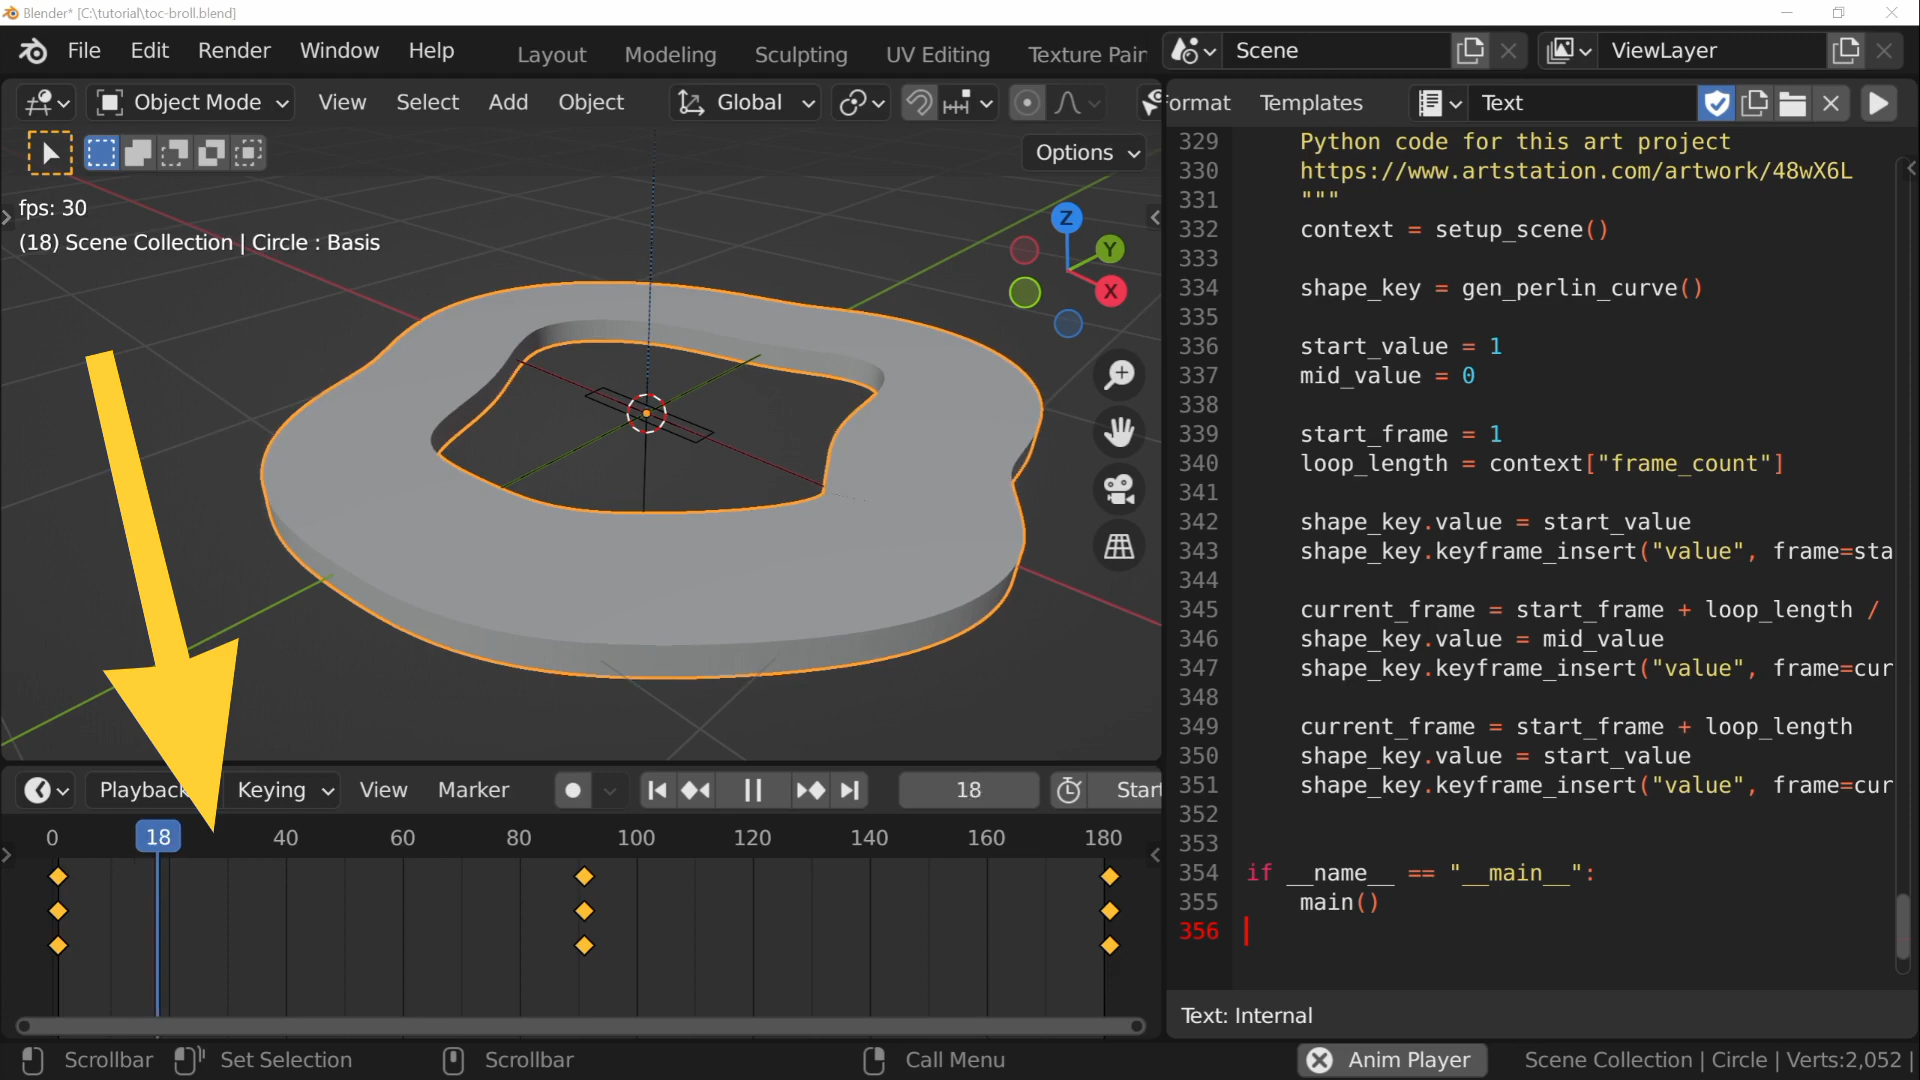 Blender* [C:\tutorial\toc-broll.blend]
File Edit Render Window Help Layout Modeling Sculpting UV Editing Texture Pain Scene ViewLayer
Object Mode View Select Add Object Global
Options
fps: 30
(18) Scene Collection | Circle : Basis
Z
Y
X
ormat Templates Text
329 Python code for this art project
330 https://www.artstation.com/artwork/48wX6L
331 """
332 context = setup_scene()
333
334 shape_key = gen_perlin_curve()
335
336 start_value = 1
337 mid_value = 0
338
339 start_frame = 1
340 loop_length = context["frame_count"]
341
342 shape_key.value = start_value
343 shape_key.keyframe_insert("value", frame=sta
344
345 current_frame = start_frame + loop_length /
346 shape_key.value = mid_value
347 shape_key.keyframe_insert("value", frame=cur
348
349 current_frame = start_frame + loop_length
350 shape_key.value = start_value
351 shape_key.keyframe_insert("value", frame=cur
352
353
354 if __name__ == "__main__":
355 main()
356
Text: Internal
Playback Keying View Marker 18 Start
0 18 40 60 80 100 120 140 160 180
Scrollbar Set Selection Scrollbar Call Menu Anim Player Scene Collection | Circle | Verts:2,052 |